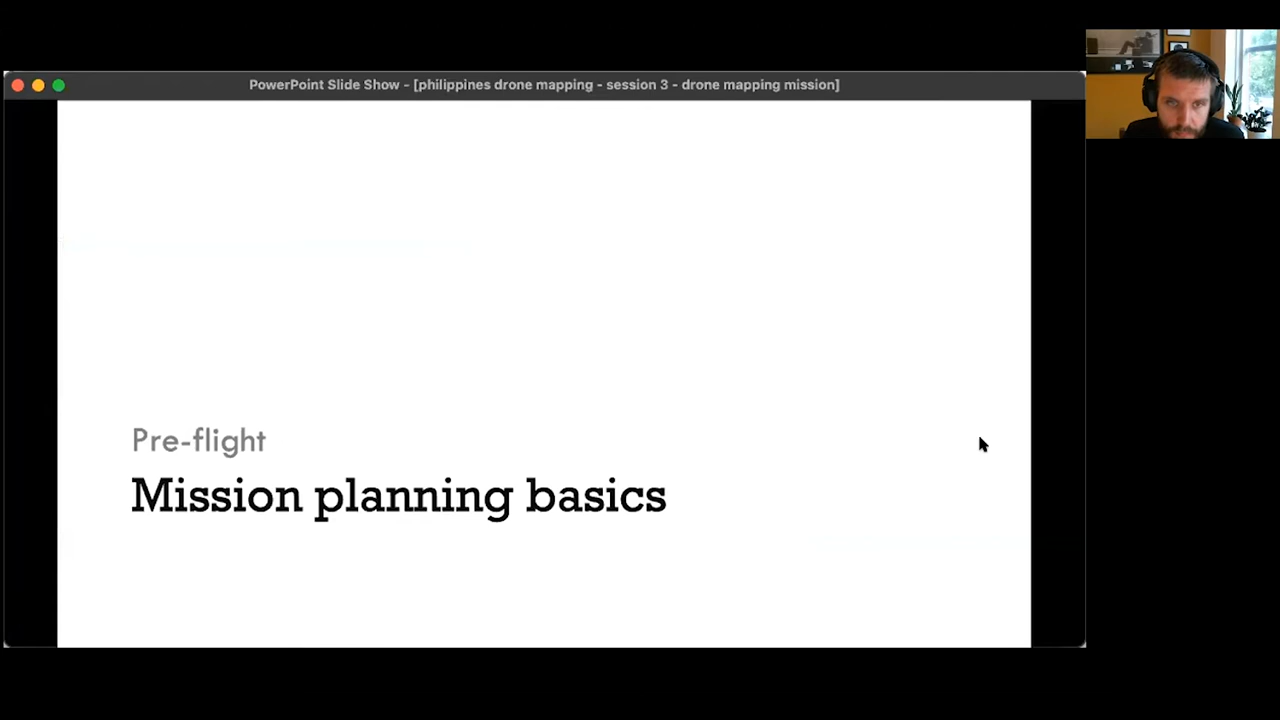 PowerPoint Slide Show - [philippines drone mapping - session 3 - drone mapping mission]
Pre-flight
Mission planning basics